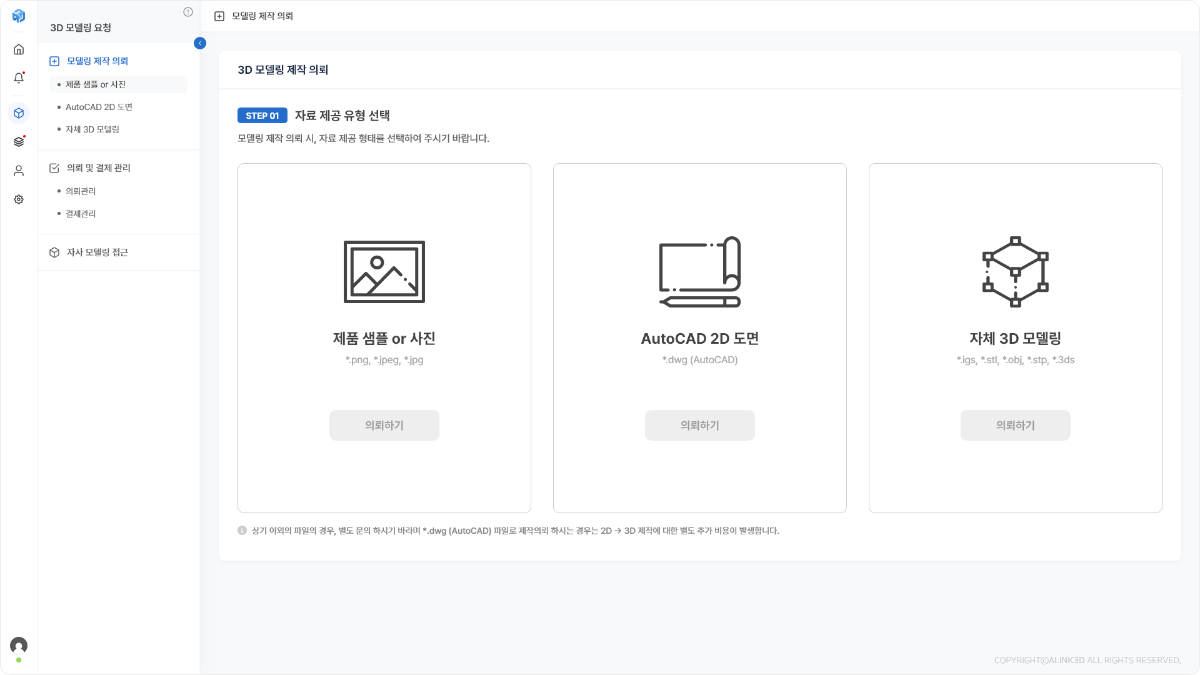 3D 모델링 요청
모델링 제작 의뢰
제품 샘플 or 사진
AutoCAD 2D 도면
자체 3D 모델링
의뢰 및 결제 관리
의뢰관리
결제관리
자사 모델링 접근
모델링 제작 의뢰
3D 모델링 제작 의뢰
STEP 01 자료 제공 유형 선택
모델링 제작 의뢰 시, 자료 제공 형태를 선택하여 주시기 바랍니다.
제품 샘플 or 사진
*.png, *.jpeg, *.jpg
의뢰하기
AutoCAD 2D 도면
*.dwg (AutoCAD)
의뢰하기
자체 3D 모델링
*.igs, *.stl, *.obj, *.stp, *.3ds
의뢰하기
상기 이외의 파일의 경우, 별도 문의 하시기 바라며 *.dwg (AutoCAD) 파일로 제작의뢰 하시는 경우는 2D → 3D 제작에 대한 별도 추가 비용이 발생합니다.
COPYRIGHT@ALINK3D ALL RIGHTS RESERVED,